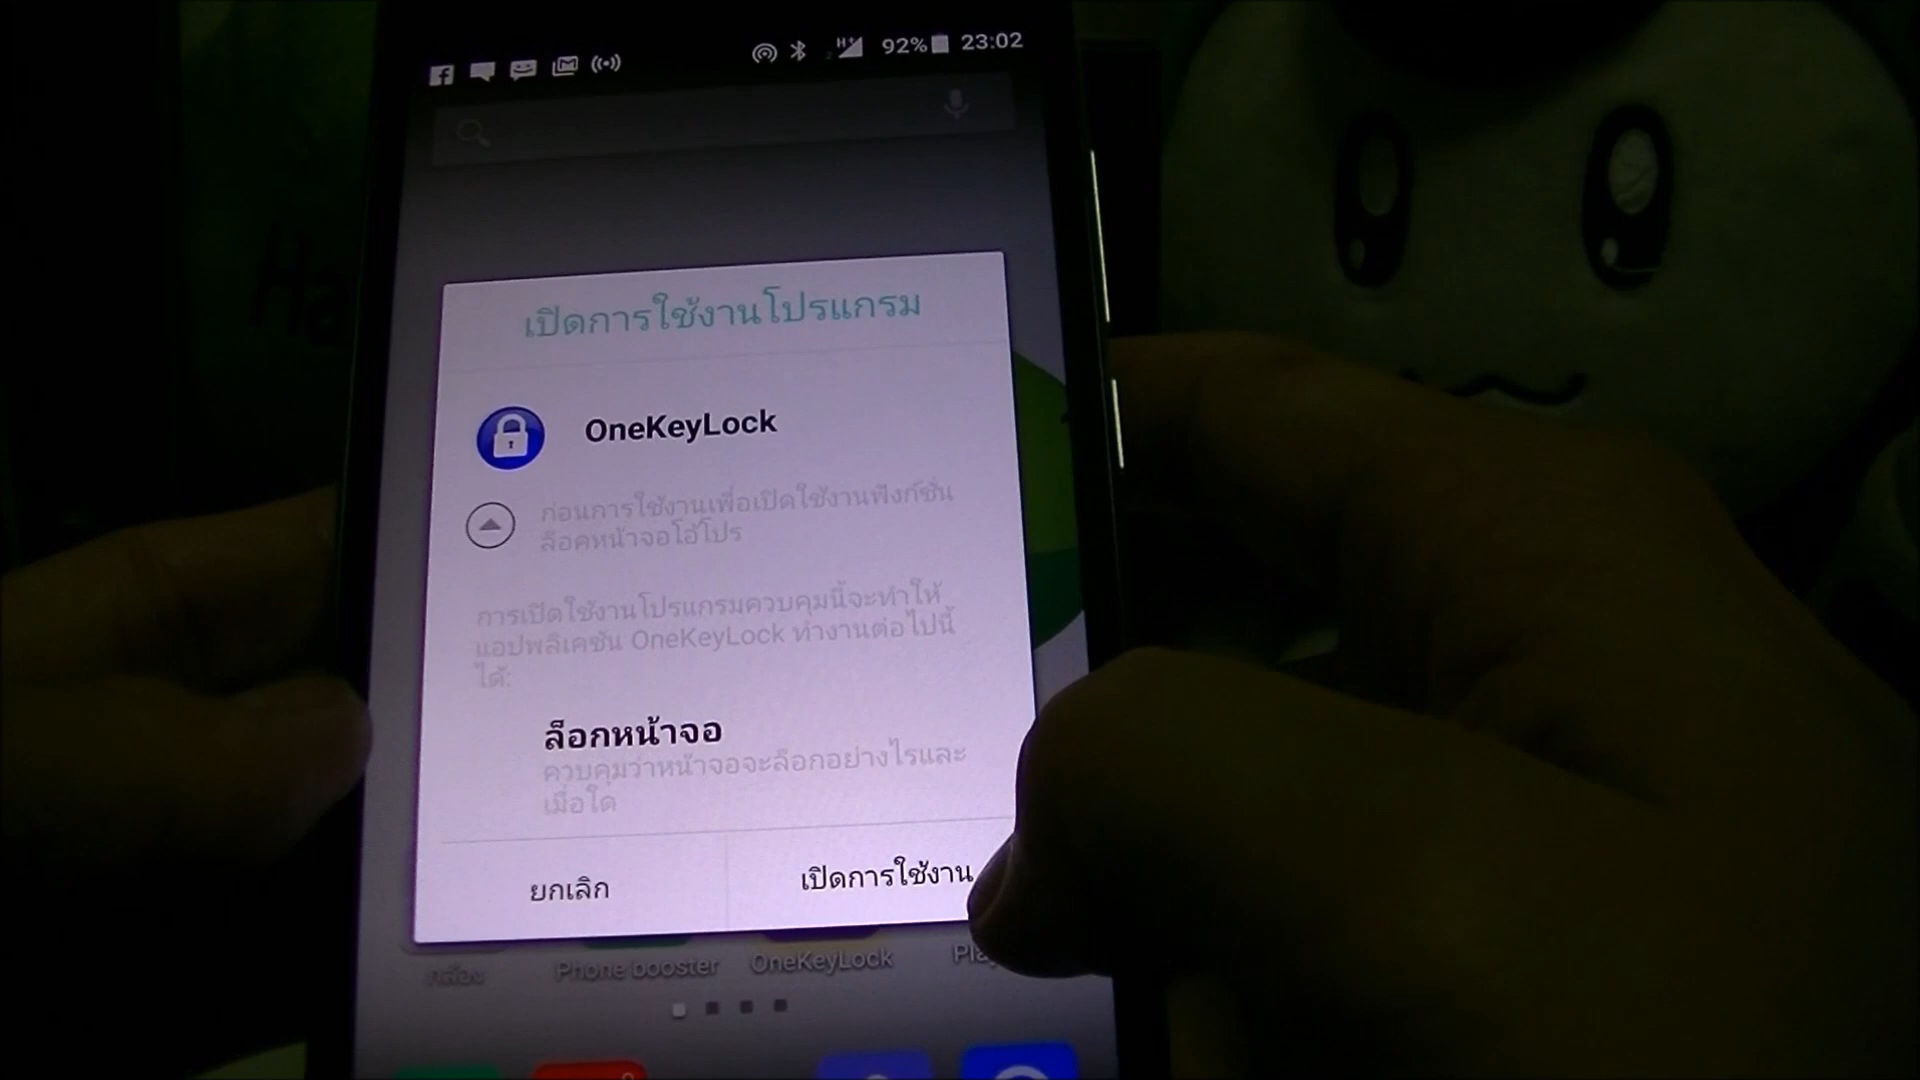 92% 23:02
เปิดการใช้งานโปรแกรม
OneKeyLock
ก่อนการใช้งานเพื่อเปิดใช้งานฟังก์ชั่น
ล็อคหน้าจอโอ้โปร
การเปิดใช้งานโปรแกรมควบคุมนี้จะทำให้
แอปพลิเคชัน OneKeyLock ทำงานต่อไปนี้
ได้:
ล็อกหน้าจอ
ควบคุมว่าหน้าจอจะล็อกอย่างไรและ
เมื่อใด
ยกเลิก เปิดการใช้งาน
กล้อง Phone booster OneKeyLock